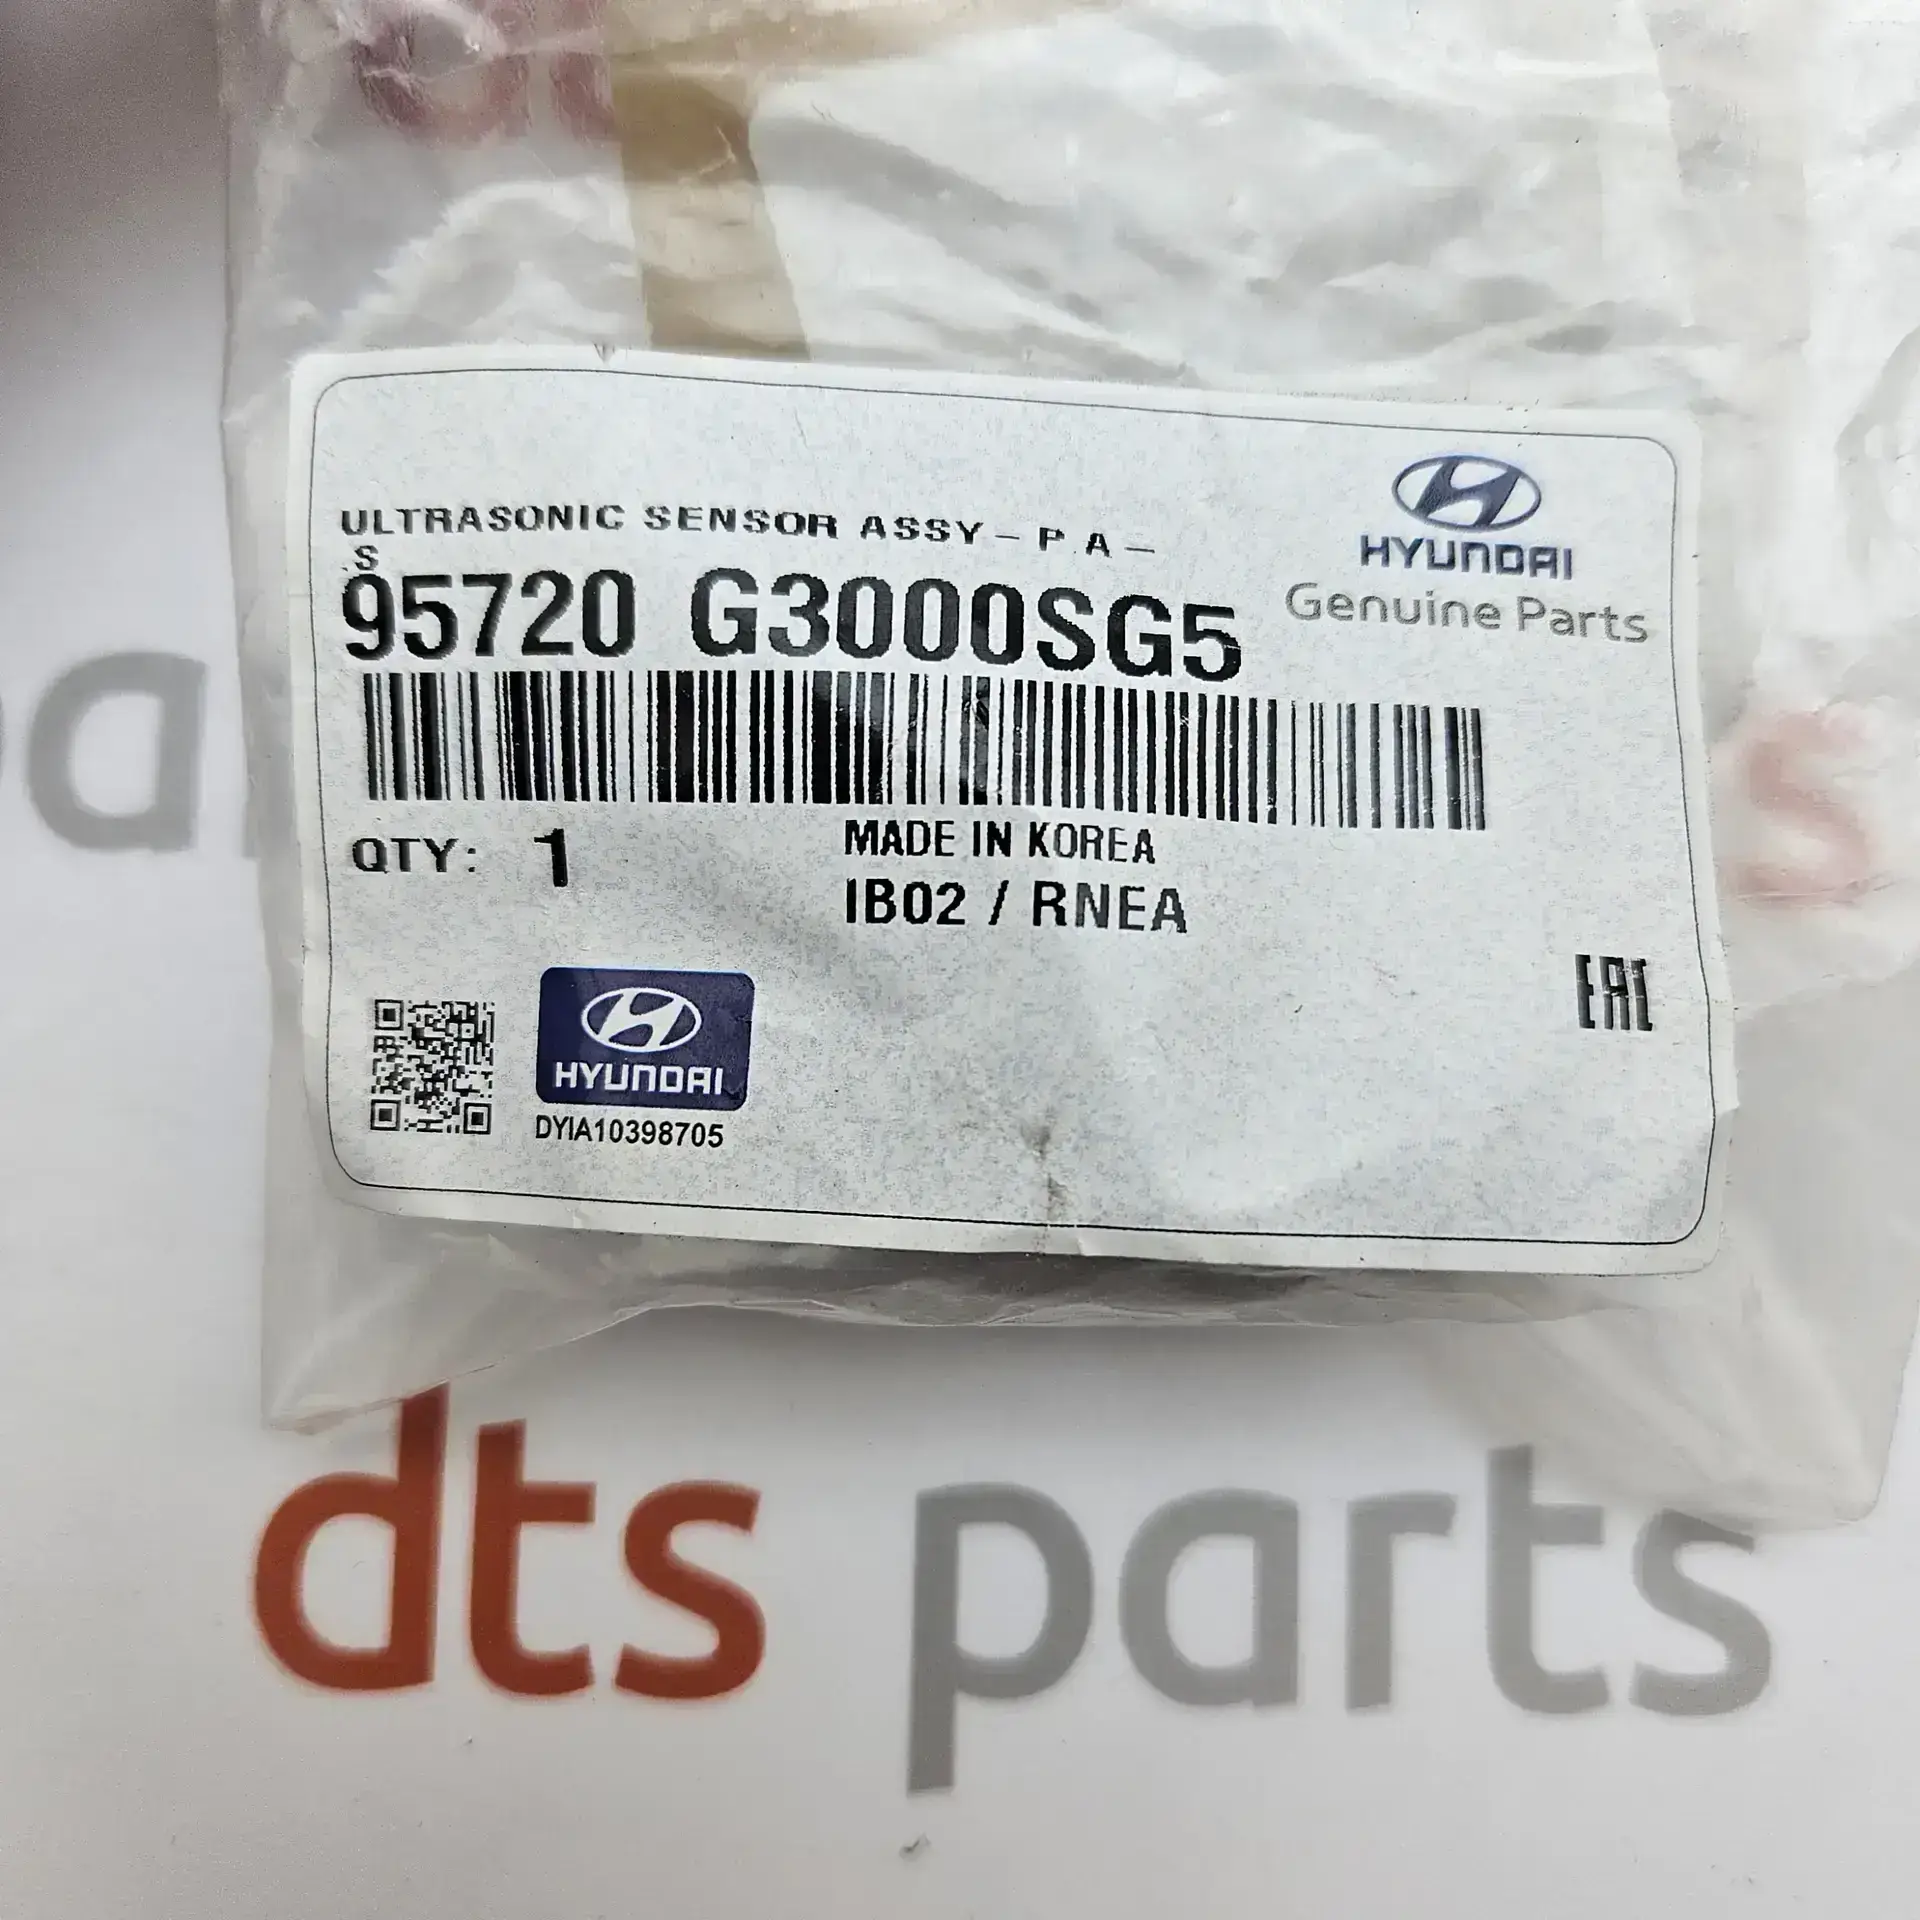 ULTRASONIC SENSOR ASSY-P.A-
.S
95720 G3000SG5
HYUNDAI
Genuine Parts
QTY: 1
MADE IN KOREA
IB02 / RNEA
EAC
HYUNDAI
DYIA10398705
dts parts